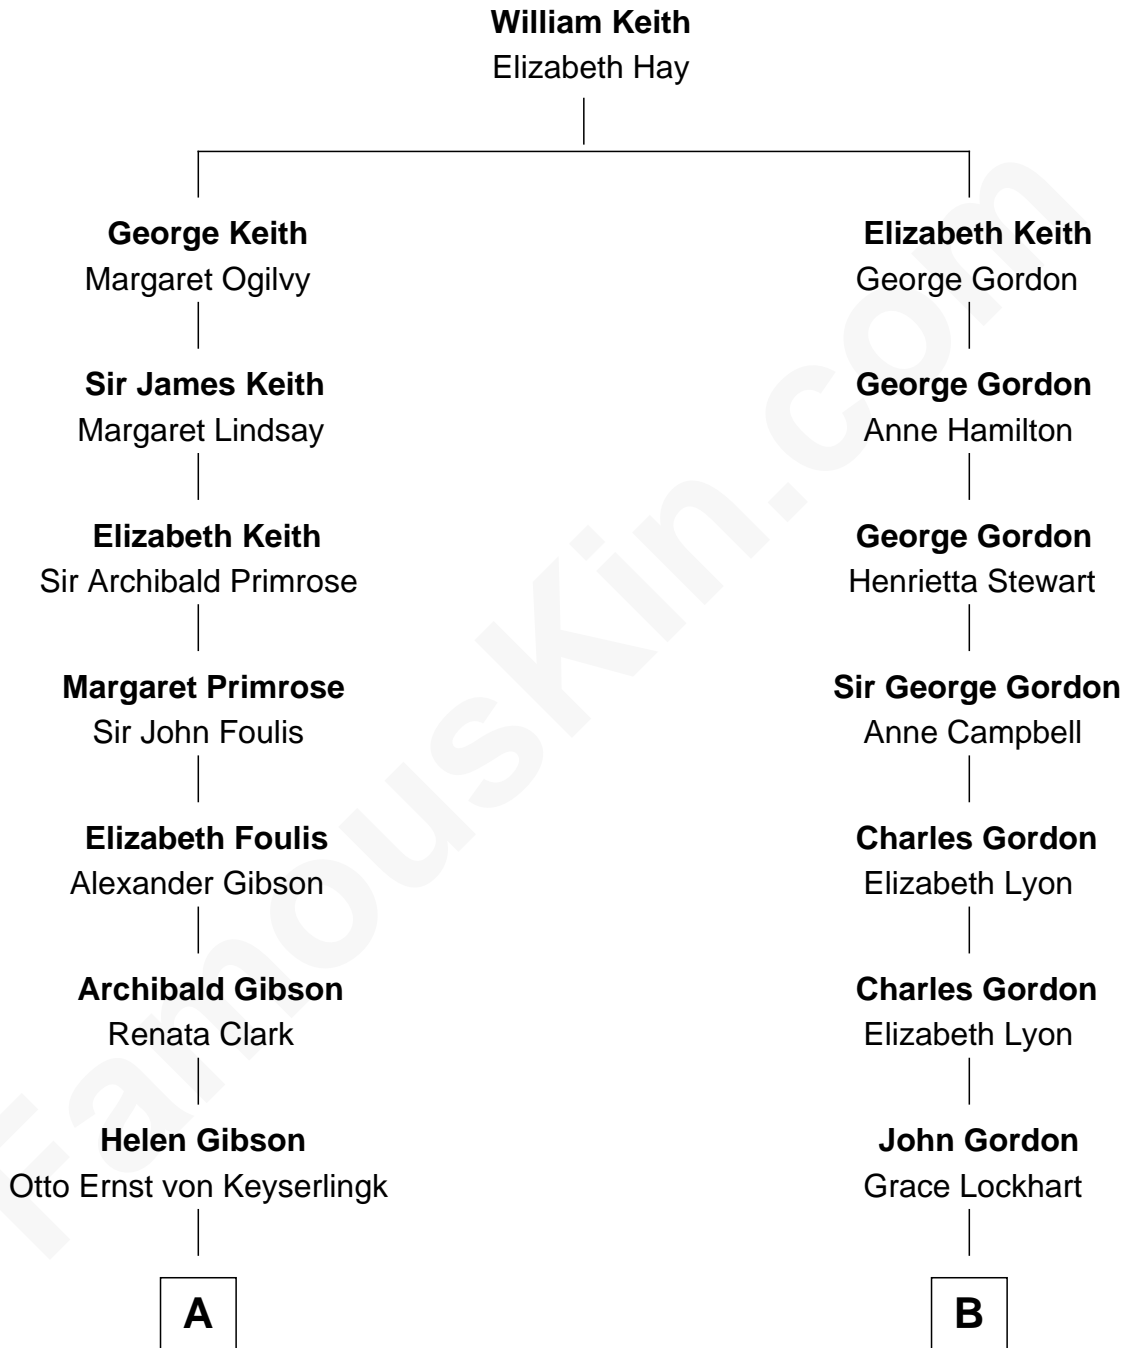 William Keith
Elizabeth Hay
George Keith
Margaret Ogilvy
Sir James Keith
Margaret Lindsay
Elizabeth Keith
Sir Archibald Primrose
Margaret Primrose
Sir John Foulis
Elizabeth Foulis
Alexander Gibson
Archibald Gibson
Renata Clark
Helen Gibson
Otto Ernst von Keyserlingk
A
Elizabeth Keith
George Gordon
George Gordon
Anne Hamilton
George Gordon
Henrietta Stewart
Sir George Gordon
Anne Campbell
Charles Gordon
Elizabeth Lyon
Charles Gordon
Elizabeth Lyon
John Gordon
Grace Lockhart
B
FamousKin.com